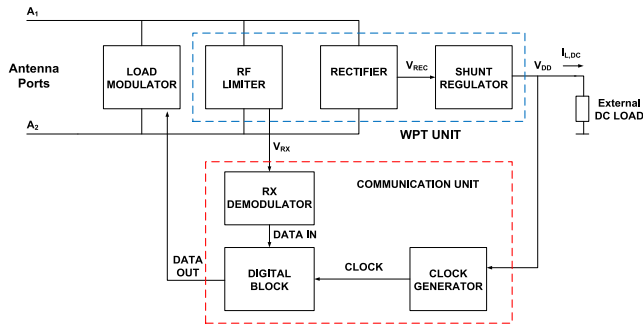 A1
Antenna
Ports
A2
LOAD
MODULATOR
RF
LIMITER
RECTIFIER
VREC
SHUNT
REGULATOR
VDD
IL,DC
External
DC LOAD
WPT UNIT
VRX
COMMUNICATION UNIT
RX
DEMODULATOR
DATA IN
DATA
OUT
DIGITAL
BLOCK
CLOCK
CLOCK
GENERATOR